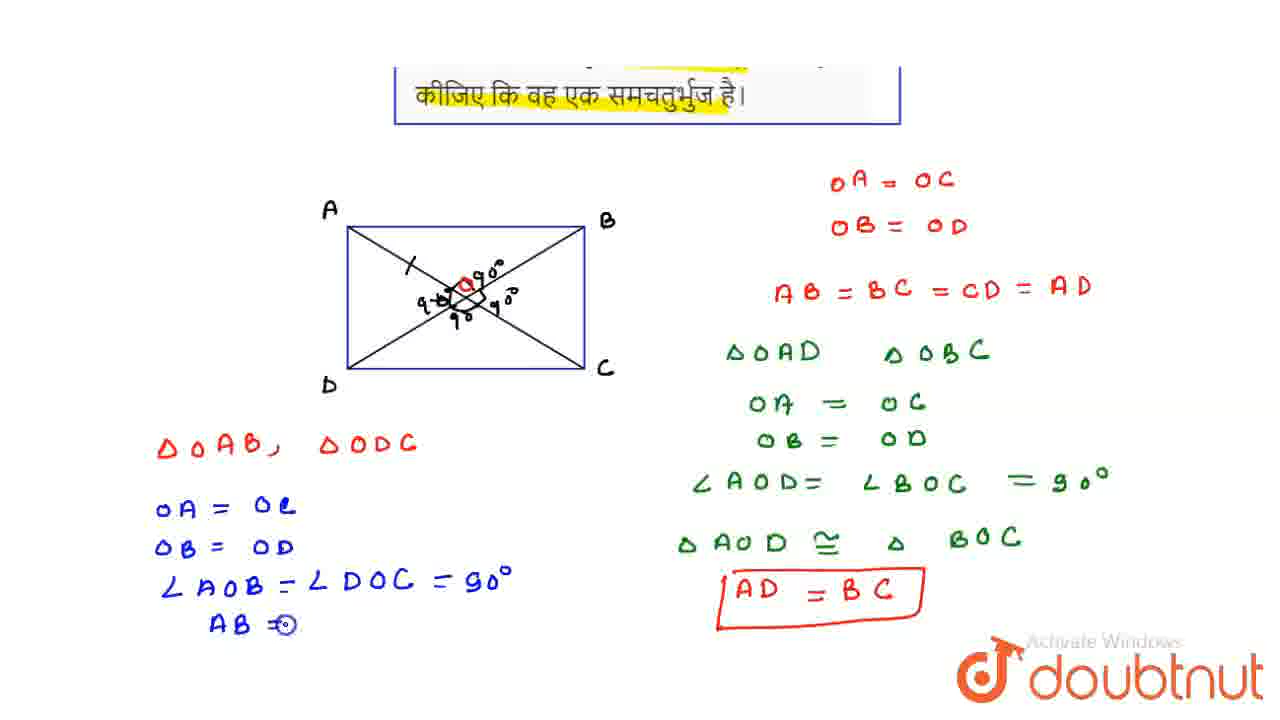 कीजिए कि वह एक समचतुर्भुज है।
A
B
O
90°
90
90°
90
D
C
OA = OC
OB = OD
AB = BC = CD = AD
△OAD △OBC
OA = OC
OB = OD
∠AOD = ∠BOC = 90°
△AOD ≅ △ BOC
AD = BC
△OAB, △ODC
OA = OC
OB = OD
∠AOB = ∠DOC = 90°
AB =
Activate Windows
doubtnut